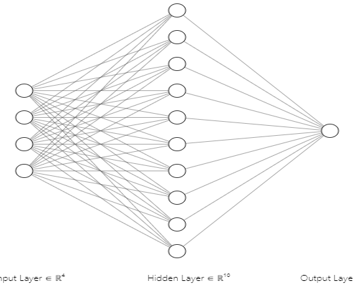 nput Layer ∈ ℝ⁴ Hidden Layer ∈ ℝ¹⁰ Output Laye